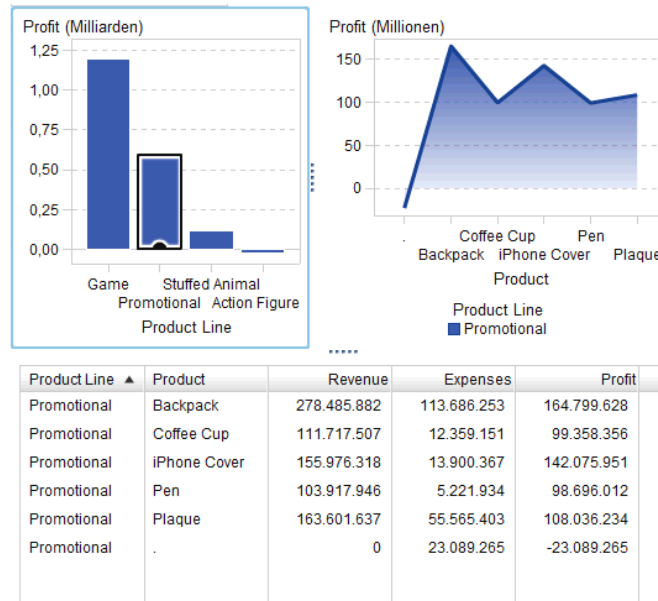 Profit (Milliarden)
1,25
1,00
0,75
0,50
0,25
0,00
Game Stuffed Animal
Promotional Action Figure
Product Line
Profit (Millionen)
150
100
50
0
. Coffee Cup Pen
Backpack iPhone Cover Plaque
Product
Product Line
Promotional
Product Line Product Revenue Expenses Profit
Promotional Backpack 278.485.882 113.686.253 164.799.628
Promotional Coffee Cup 111.717.507 12.359.151 99.358.356
Promotional iPhone Cover 155.976.318 13.900.367 142.075.951
Promotional Pen 103.917.946 5.221.934 98.696.012
Promotional Plaque 163.601.637 55.565.403 108.036.234
Promotional . 0 23.089.265 -23.089.265